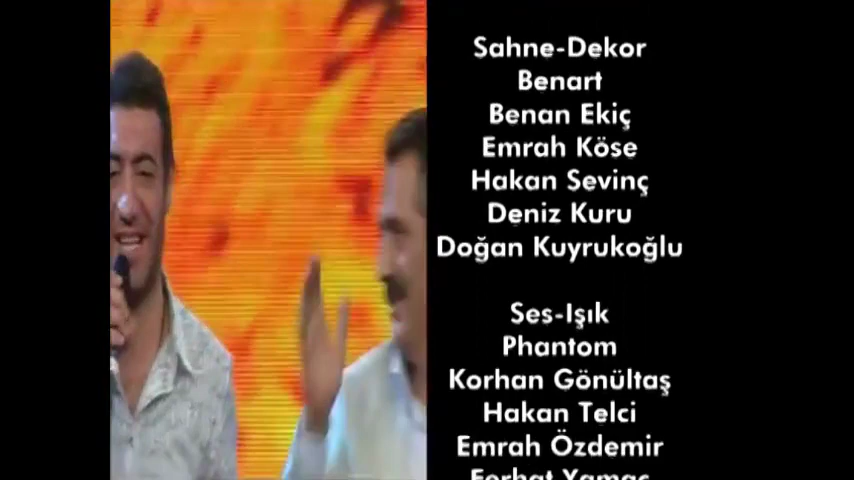 Sahne-Dekor
Benart
Benan Ekiç
Emrah Köse
Hakan Sevinç
Deniz Kuru
Doğan Kuyrukoğlu
Ses-Işık
Phantom
Korhan Gönültaş
Hakan Telci
Emrah Özdemir
Ferhat